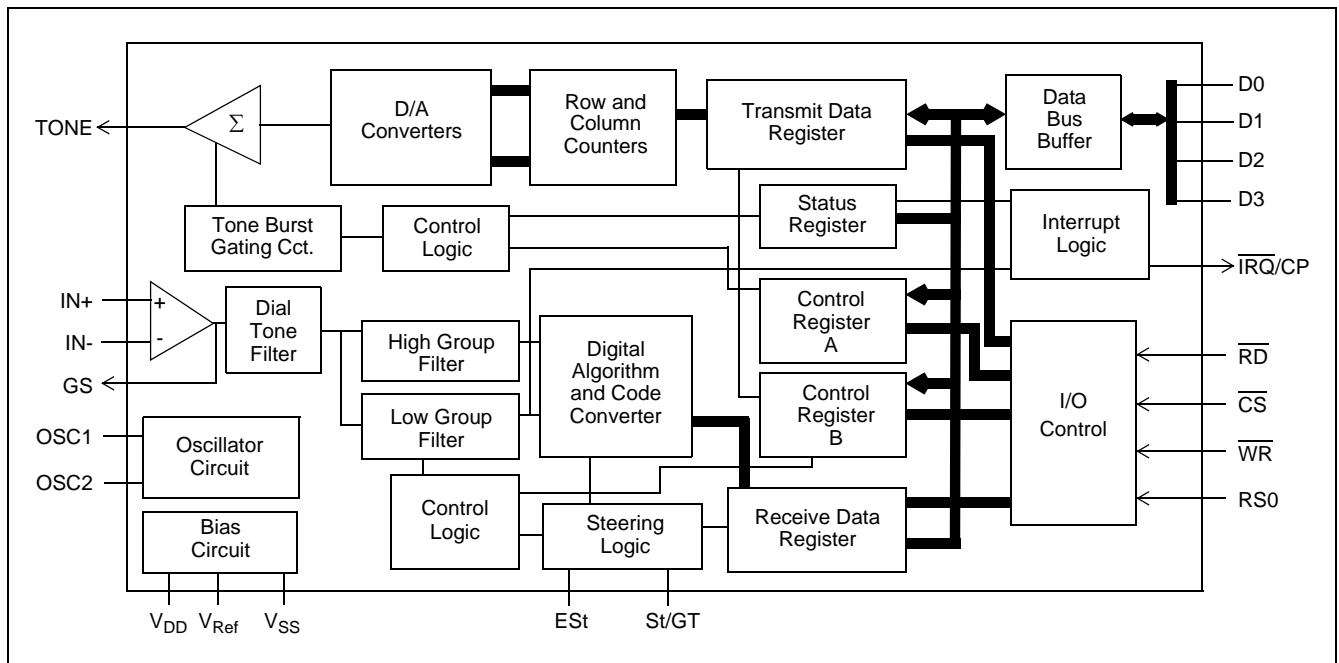 TONE
Σ
D/A
Converters
Row and
Column
Counters
Transmit Data
Register
Data
Bus
Buffer
D0
D1
D2
D3
Tone Burst
Gating Cct.
Control
Logic
Status
Register
Interrupt
Logic
IRQ/CP
IN+
IN-
GS
+
-
Dial
Tone
Filter
High Group
Filter
Low Group
Filter
Digital
Algorithm
and Code
Converter
Control
Register
A
Control
Register
B
I/O
Control
RD
CS
WR
RS0
OSC1
OSC2
Oscillator
Circuit
Control
Logic
Steering
Logic
Receive Data
Register
Bias
Circuit
VDD
VRef
VSS
ESt
St/GT